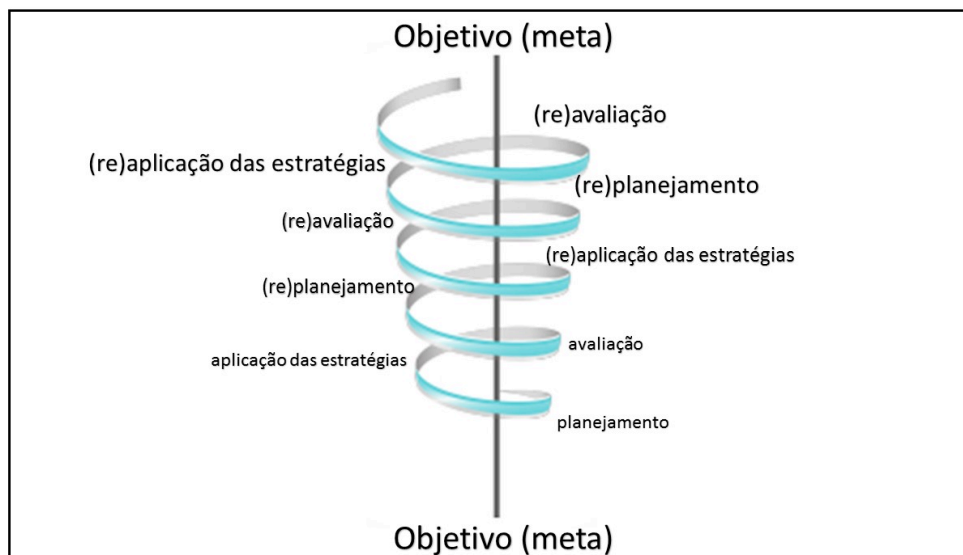 Objetivo (meta)
(re)avaliação
(re)aplicação das estratégias
(re)planejamento
(re)avaliação
(re)aplicação das estratégias
(re)planejamento
avaliação
aplicação das estratégias
planejamento
Objetivo (meta)